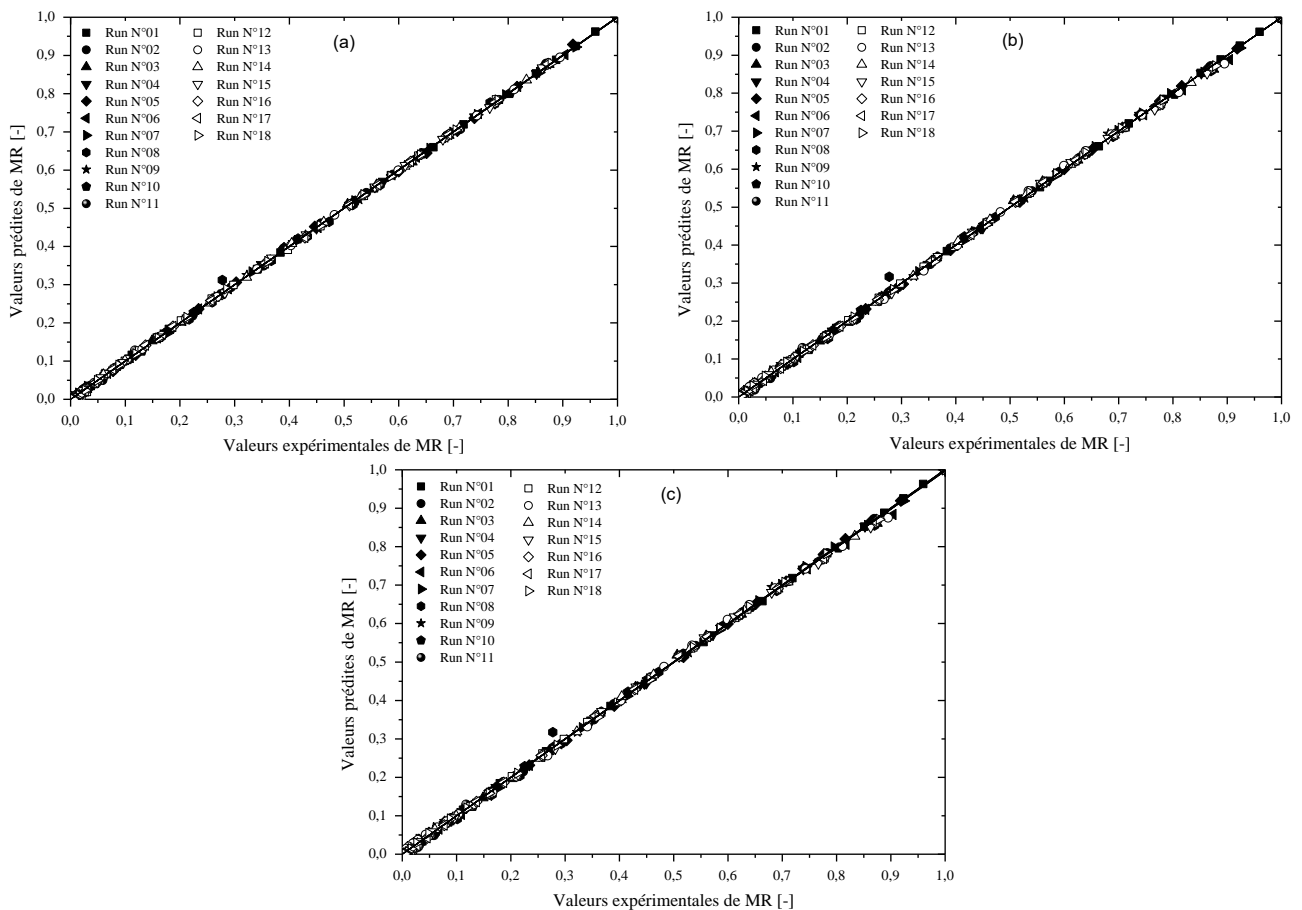 (a)
1,0
0,9
0,8
0,7
0,6
0,5
0,4
0,3
0,2
0,1
0,0
Valeurs prédites de MR [-]
Run N°01
Run N°02
Run N°03
Run N°04
Run N°05
Run N°06
Run N°07
Run N°08
Run N°09
Run N°10
Run N°11
Run N°12
Run N°13
Run N°14
Run N°15
Run N°16
Run N°17
Run N°18
0,0 0,1 0,2 0,3 0,4 0,5 0,6 0,7 0,8 0,9 1,0
Valeurs expérimentales de MR [-]
(b)
1,0
0,9
0,8
0,7
0,6
0,5
0,4
0,3
0,2
0,1
0,0
Valeurs prédites de MR [-]
Run N°01
Run N°02
Run N°03
Run N°04
Run N°05
Run N°06
Run N°07
Run N°08
Run N°09
Run N°10
Run N°11
Run N°12
Run N°13
Run N°14
Run N°15
Run N°16
Run N°17
Run N°18
0,0 0,1 0,2 0,3 0,4 0,5 0,6 0,7 0,8 0,9 1,0
Valeurs expérimentales de MR [-]
(c)
1,0
0,9
0,8
0,7
0,6
0,5
0,4
0,3
0,2
0,1
0,0
Valeurs prédites de MR [-]
Run N°01
Run N°02
Run N°03
Run N°04
Run N°05
Run N°06
Run N°07
Run N°08
Run N°09
Run N°10
Run N°11
Run N°12
Run N°13
Run N°14
Run N°15
Run N°16
Run N°17
Run N°18
0,0 0,1 0,2 0,3 0,4 0,5 0,6 0,7 0,8 0,9 1,0
Valeurs expérimentales de MR [-]